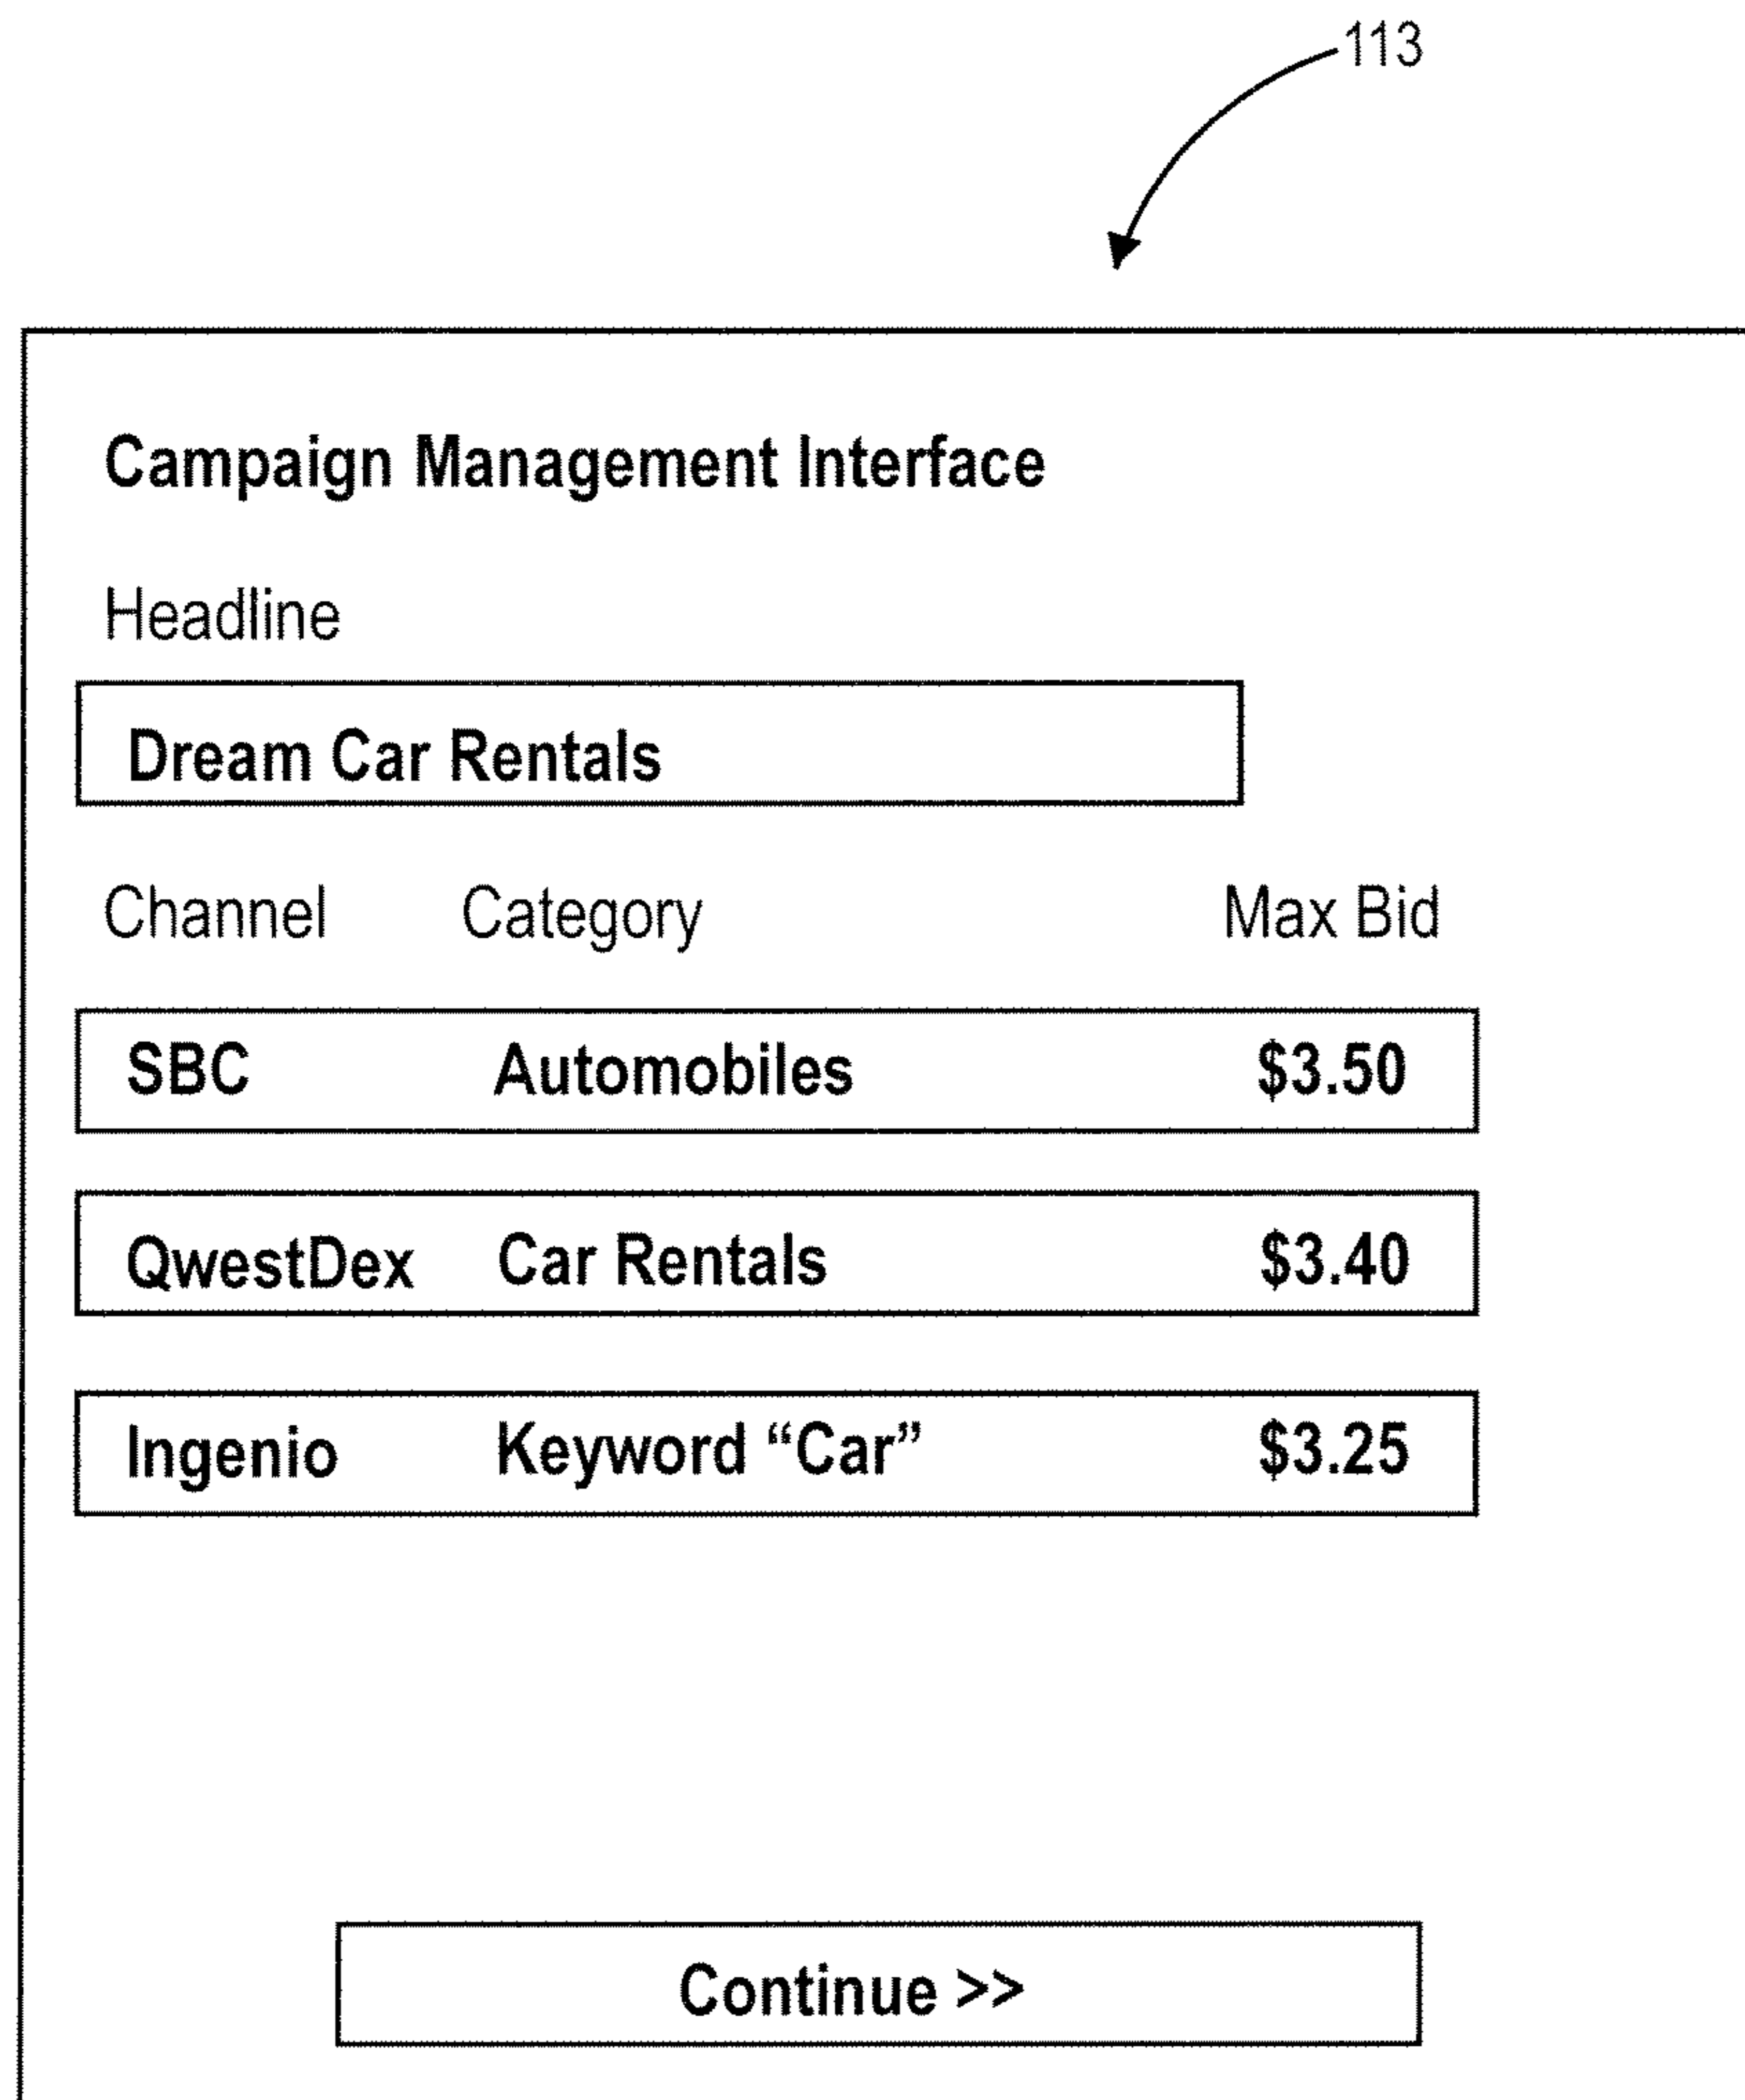 113
Campaign Management Interface
Headline
Dream Car Rentals
Channel Category Max Bid
SBC Automobiles $3.50
QwestDex Car Rentals $3.40
Ingenio Keyword “Car” $3.25
Continue >>